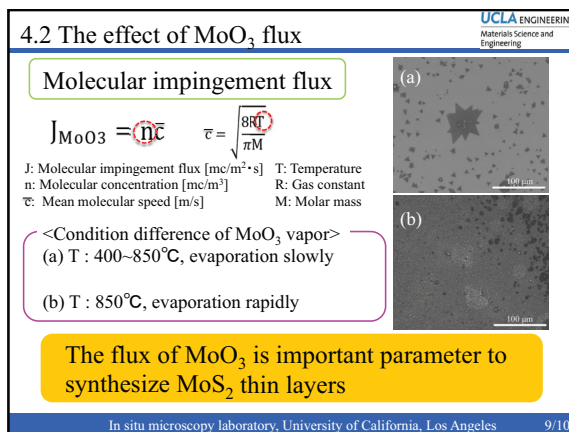 4.2 The effect of MoO₃ flux
UCLA ENGINEERING
Materials Science and
Engineering
Molecular impingement flux
J_MoO3 = nc̅
c̅ = √(8RT/πM)
J: Molecular impingement flux [mc/m²・s]
T: Temperature
n: Molecular concentration [mc/m³]
R: Gas constant
c̅: Mean molecular speed [m/s]
M: Molar mass
<Condition difference of MoO₃ vapor>
(a) T : 400~850℃, evaporation slowly
(b) T : 850℃, evaporation rapidly
(a)
100 μm
(b)
100 μm
The flux of MoO₃ is important parameter to
synthesize MoS₂ thin layers
In situ microscopy laboratory, University of California, Los Angeles
9/10